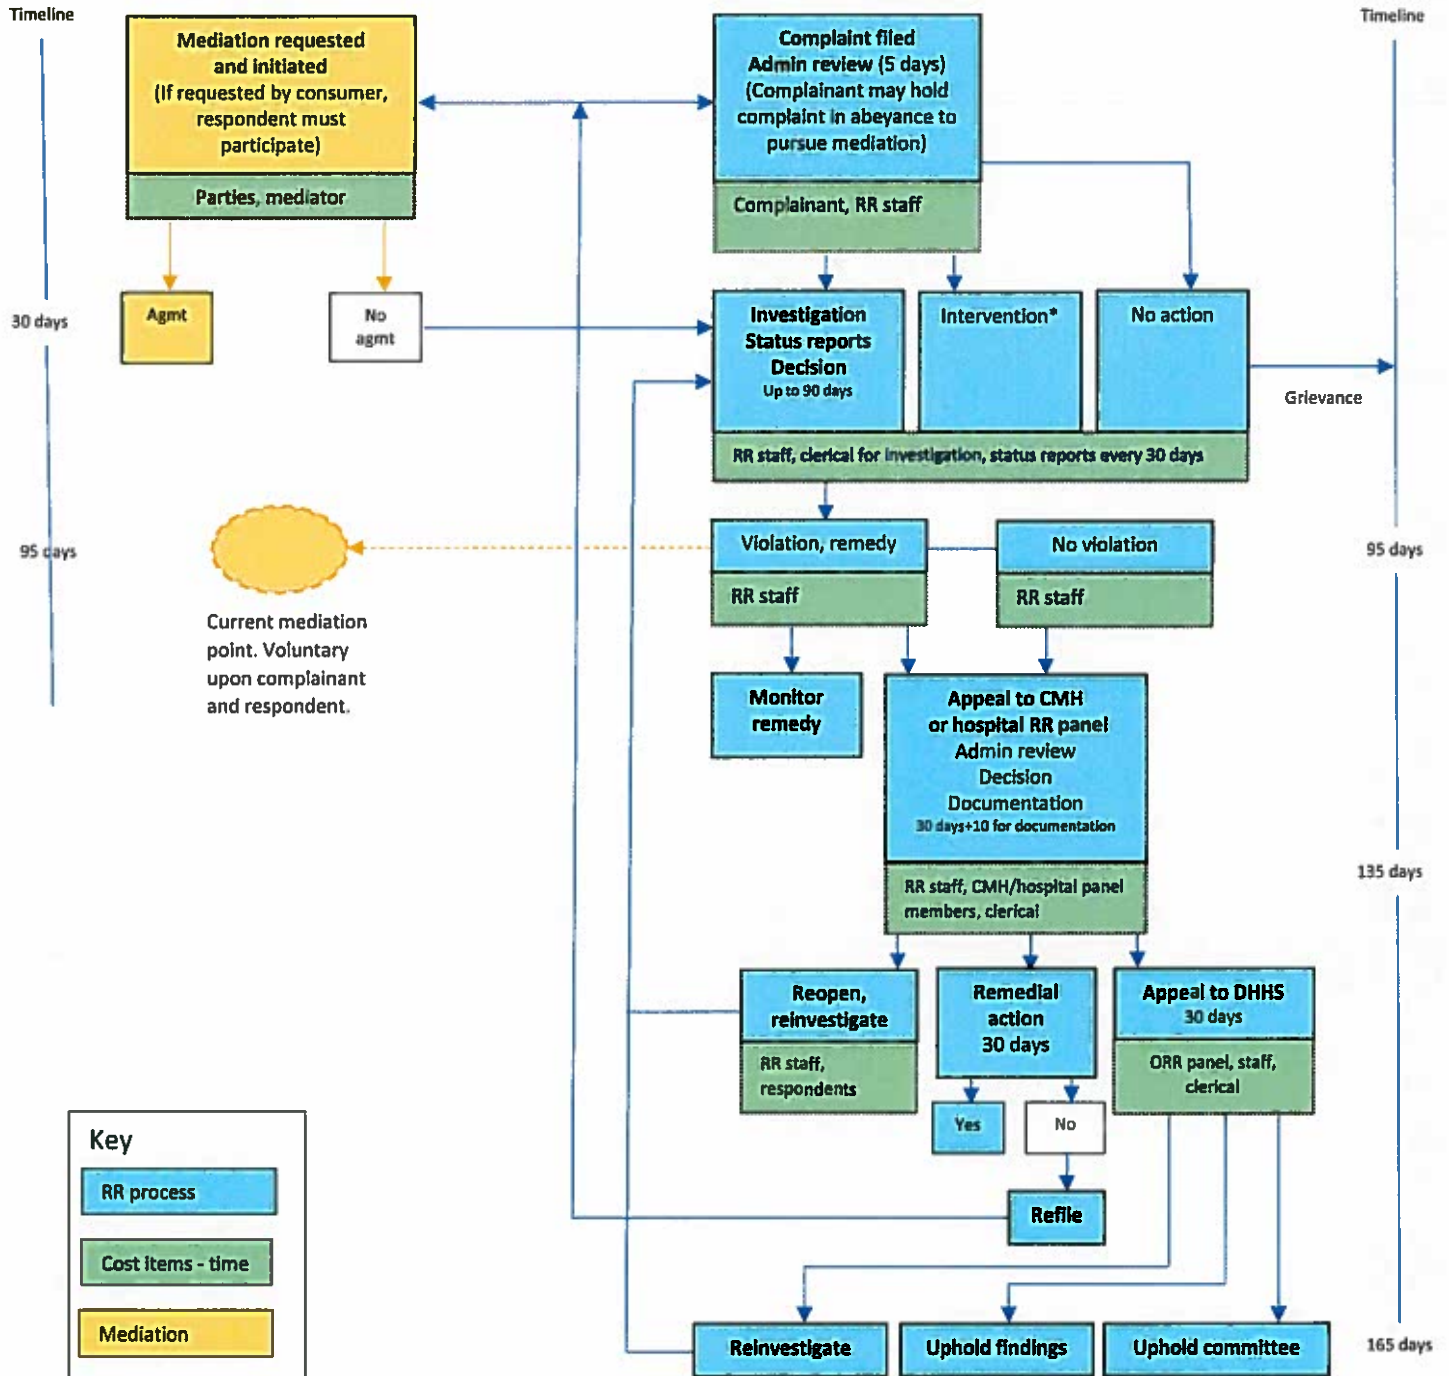 Timeline
Timeline
Mediation requested
and initiated
(If requested by consumer,
respondent must
participate)
Parties, mediator
Complaint filed
Admin review (5 days)
(Complainant may hold
complaint in abeyance to
pursue mediation)
Complainant, RR staff
30 days
Agmt
No
agmt
Investigation
Status reports
Decision
Up to 90 days
Intervention*
No action
Grievance
RR staff, clerical for investigation, status reports every 30 days
95 days
Current mediation
point. Voluntary
upon complainant
and respondent.
Violation, remedy
RR staff
No violation
RR staff
95 days
Monitor
remedy
Appeal to CMH
or hospital RR panel
Admin review
Decision
Documentation
30 days+10 for documentation
RR staff, CMH/hospital panel
members, clerical
135 days
Reopen,
reinvestigate
RR staff,
respondents
Remedial
action
30 days
Yes
No
Refile
Appeal to DHHS
30 days
ORR panel, staff,
clerical
Reinvestigate
Uphold findings
Uphold committee
165 days
Key
RR process
Cost items - time
Mediation